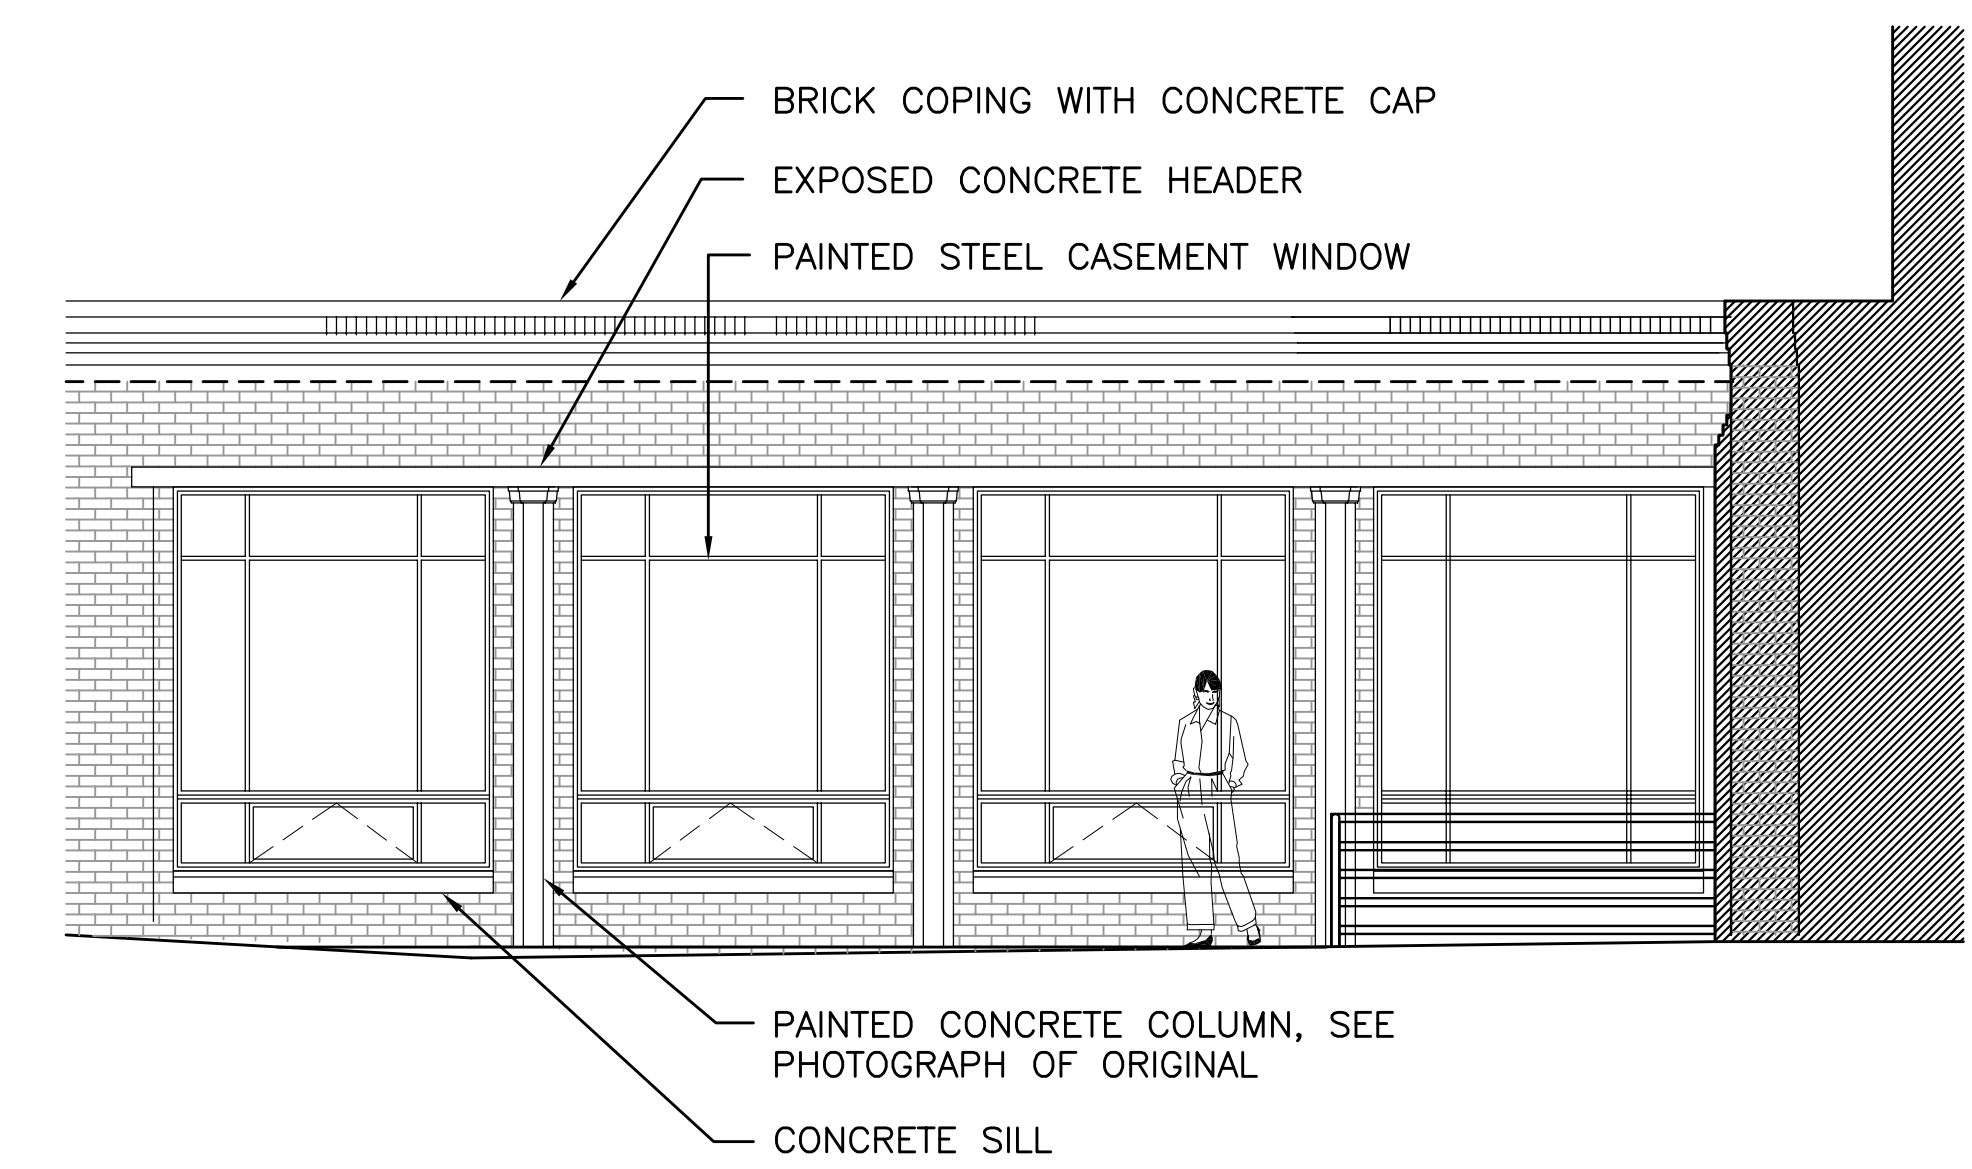 BRICK COPING WITH CONCRETE CAP
EXPOSED CONCRETE HEADER
PAINTED STEEL CASEMENT WINDOW
PAINTED CONCRETE COLUMN, SEE
PHOTOGRAPH OF ORIGINAL
CONCRETE SILL